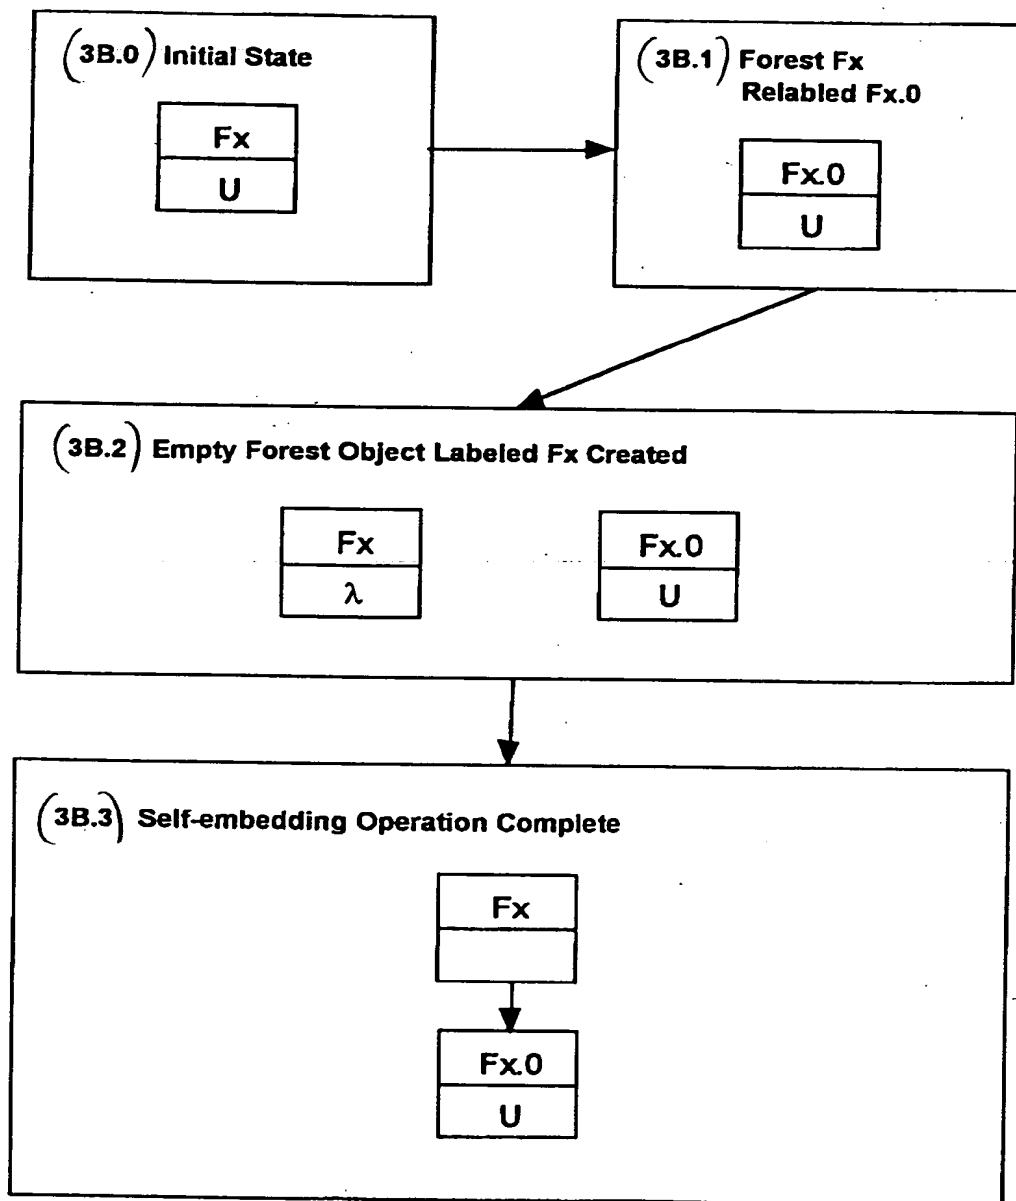 (3B.0) Initial State
Fx
U
(3B.1) Forest Fx
Relabled Fx.0
Fx.0
U
(3B.2) Empty Forest Object Labeled Fx Created
Fx
λ
Fx.0
U
(3B.3) Self-embedding Operation Complete
Fx
Fx.0
U